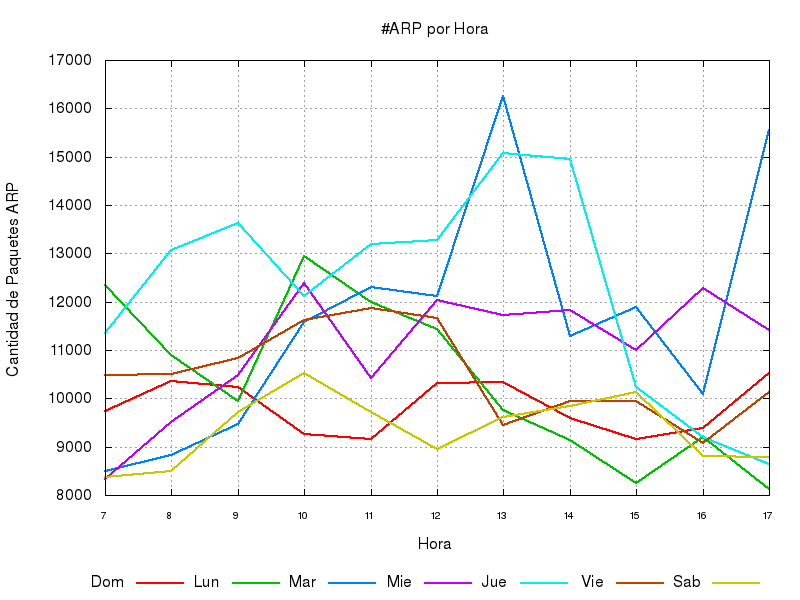 #ARP por Hora
17000
16000
15000
14000
13000
12000
11000
10000
9000
8000
Cantidad de Paquetes ARP
7 8 9 10 11 12 13 14 15 16 17
Hora
Dom Lun Mar Mie Jue Vie Sab